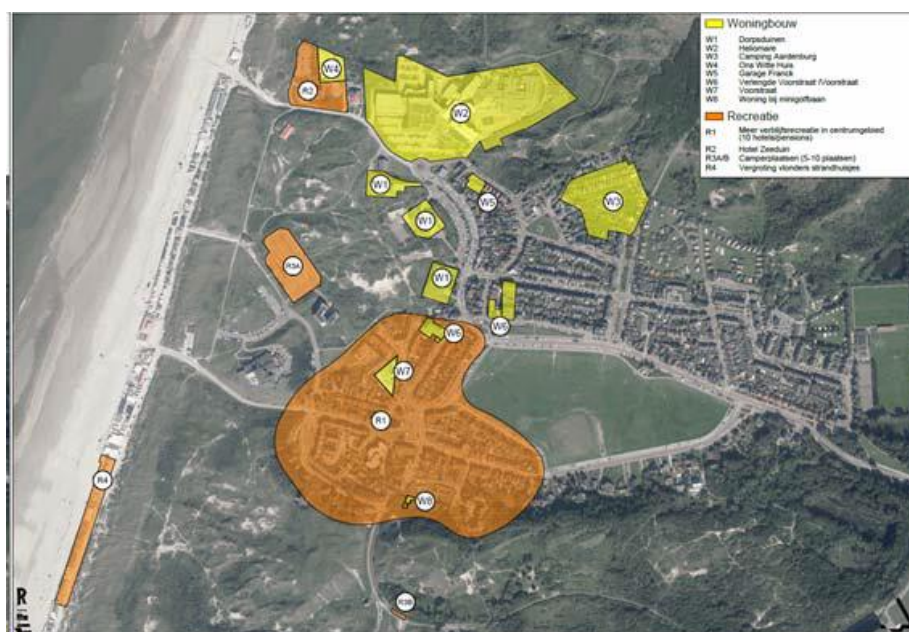 Woningbouw
W1 Dorpsduinen
W2 Heliomare
W3 Camping Aardenburg
W4 Ons Witte Huis
W5 Garage Franck
W6 Verlengde Voorstraat /Voorstraat
W7 Voorstraat
W8 Woning bij minigolfbaan
Recreatie
R1 Meer verblijfsrecreatie in centrumgebied
(10 hotels/pensions)
R2 Hotel Zeeduin
R3A/B Camperplaatsen (5-10 plaatsen)
R4 Vergroting vlonders strandhuisjes
W4
R2
W2
W1
W5
W3
W1
R3A
W1
W6
W6
W7
R1
R4
W8
R3B
R